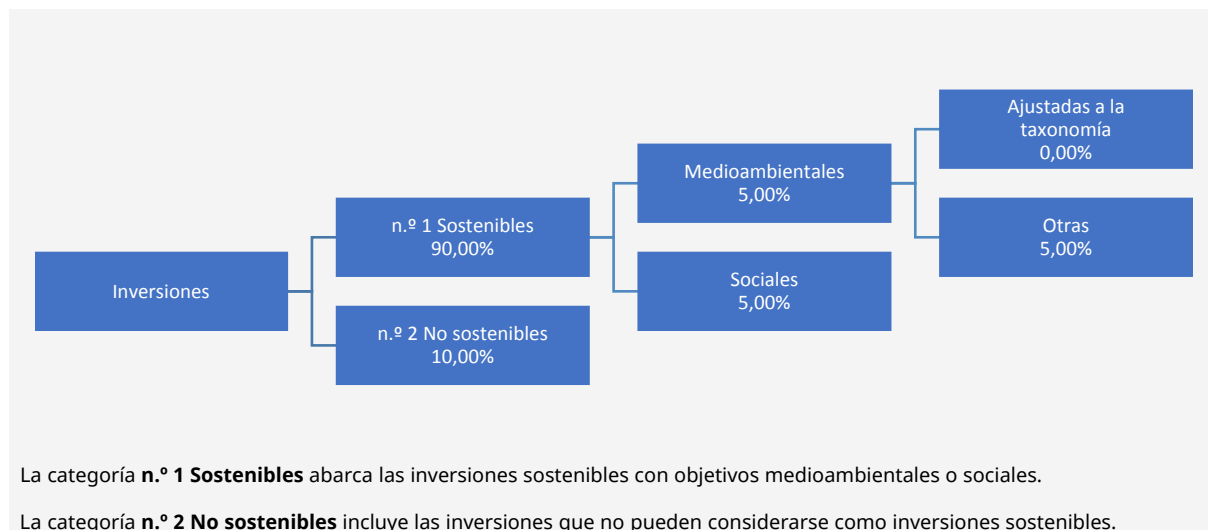 Inversiones
n.º 1 Sostenibles
90,00%
n.º 2 No sostenibles
10,00%
Medioambientales
5,00%
Sociales
5,00%
Ajustadas a la
taxonomía
0,00%
Otras
5,00%
La categoría n.º 1 Sostenibles abarca las inversiones sostenibles con objetivos medioambientales o sociales.
La categoría n.º 2 No sostenibles incluye las inversiones que no pueden considerarse como inversiones sostenibles.